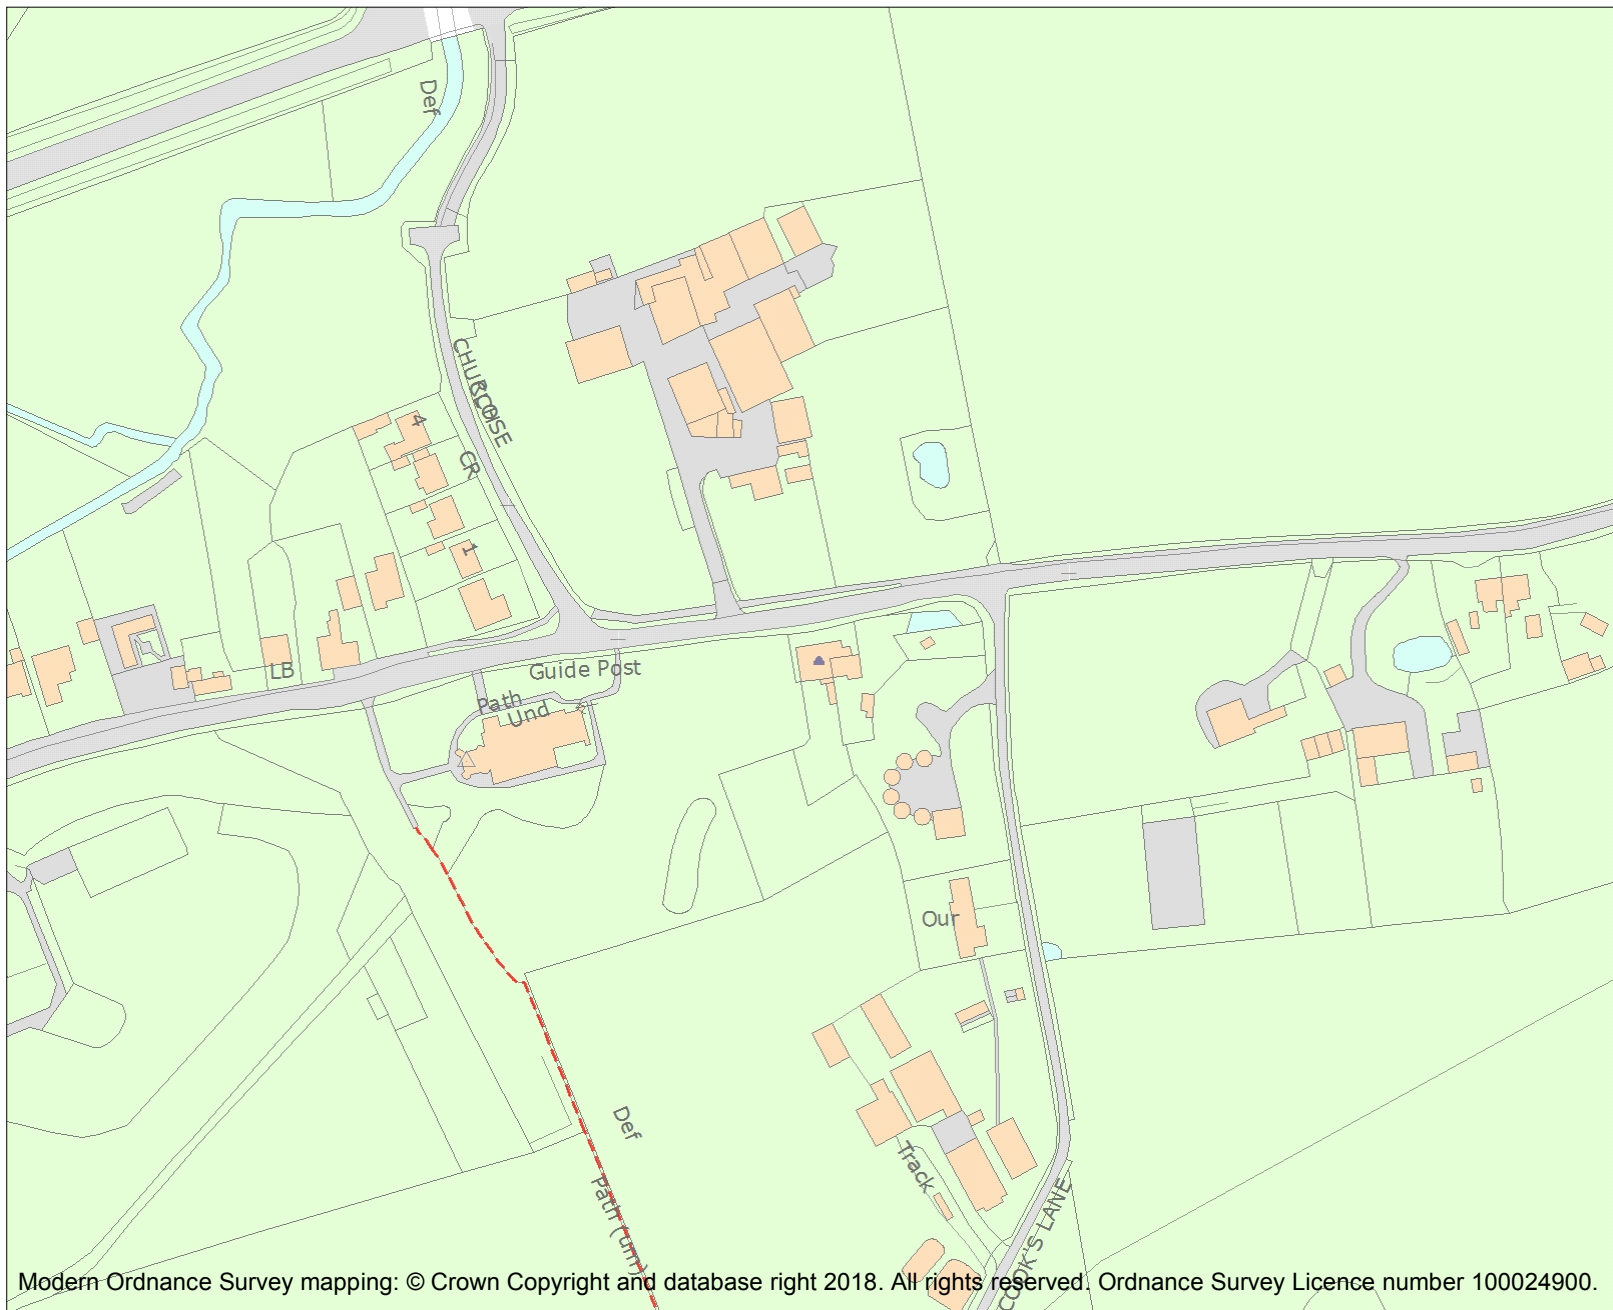 Def
CHURCH
CLOISE
4
CR
1
LB
Guide Post
Path
Und
Our
Def
Track
Path (um)
COOK'S LANE
Modern Ordnance Survey mapping: © Crown Copyright and database right 2018. All rights reserved. Ordnance Survey Licence number 100024900.